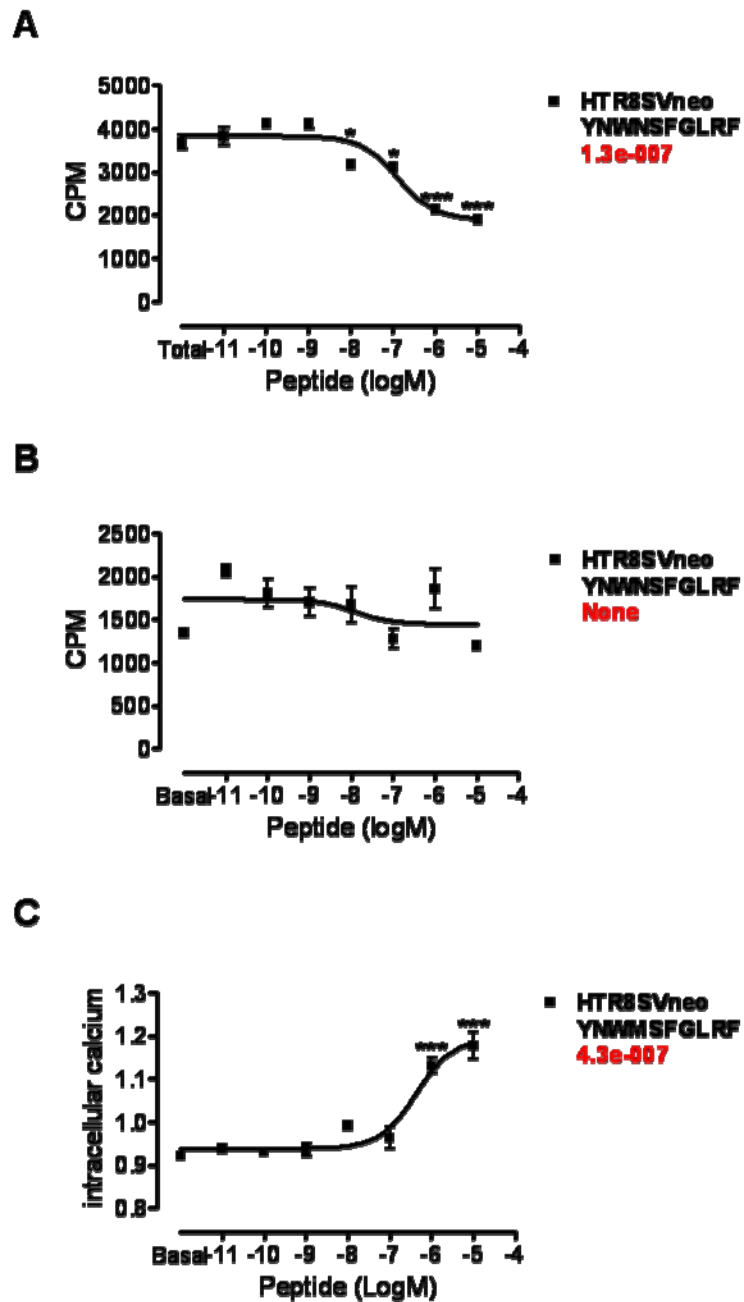 A
5000
4000
3000
2000
1000
0
CPM
*
*
***
***
Total -11 -10 -9 -8 -7 -6 -5 -4
Peptide (logM)
HTR8SVneo
YNWNSFGLRF
1.3e-007
B
2500
2000
1500
1000
500
0
CPM
Basal -11 -10 -9 -8 -7 -6 -5 -4
Peptide (logM)
HTR8SVneo
YNWNSFGLRF
None
C
1.3
1.2
1.1
1.0
0.9
0.8
intracellular calcium
***
***
Basal -11 -10 -9 -8 -7 -6 -5 -4
Peptide (LogM)
HTR8SVneo
YNWMSFGLRF
4.3e-007